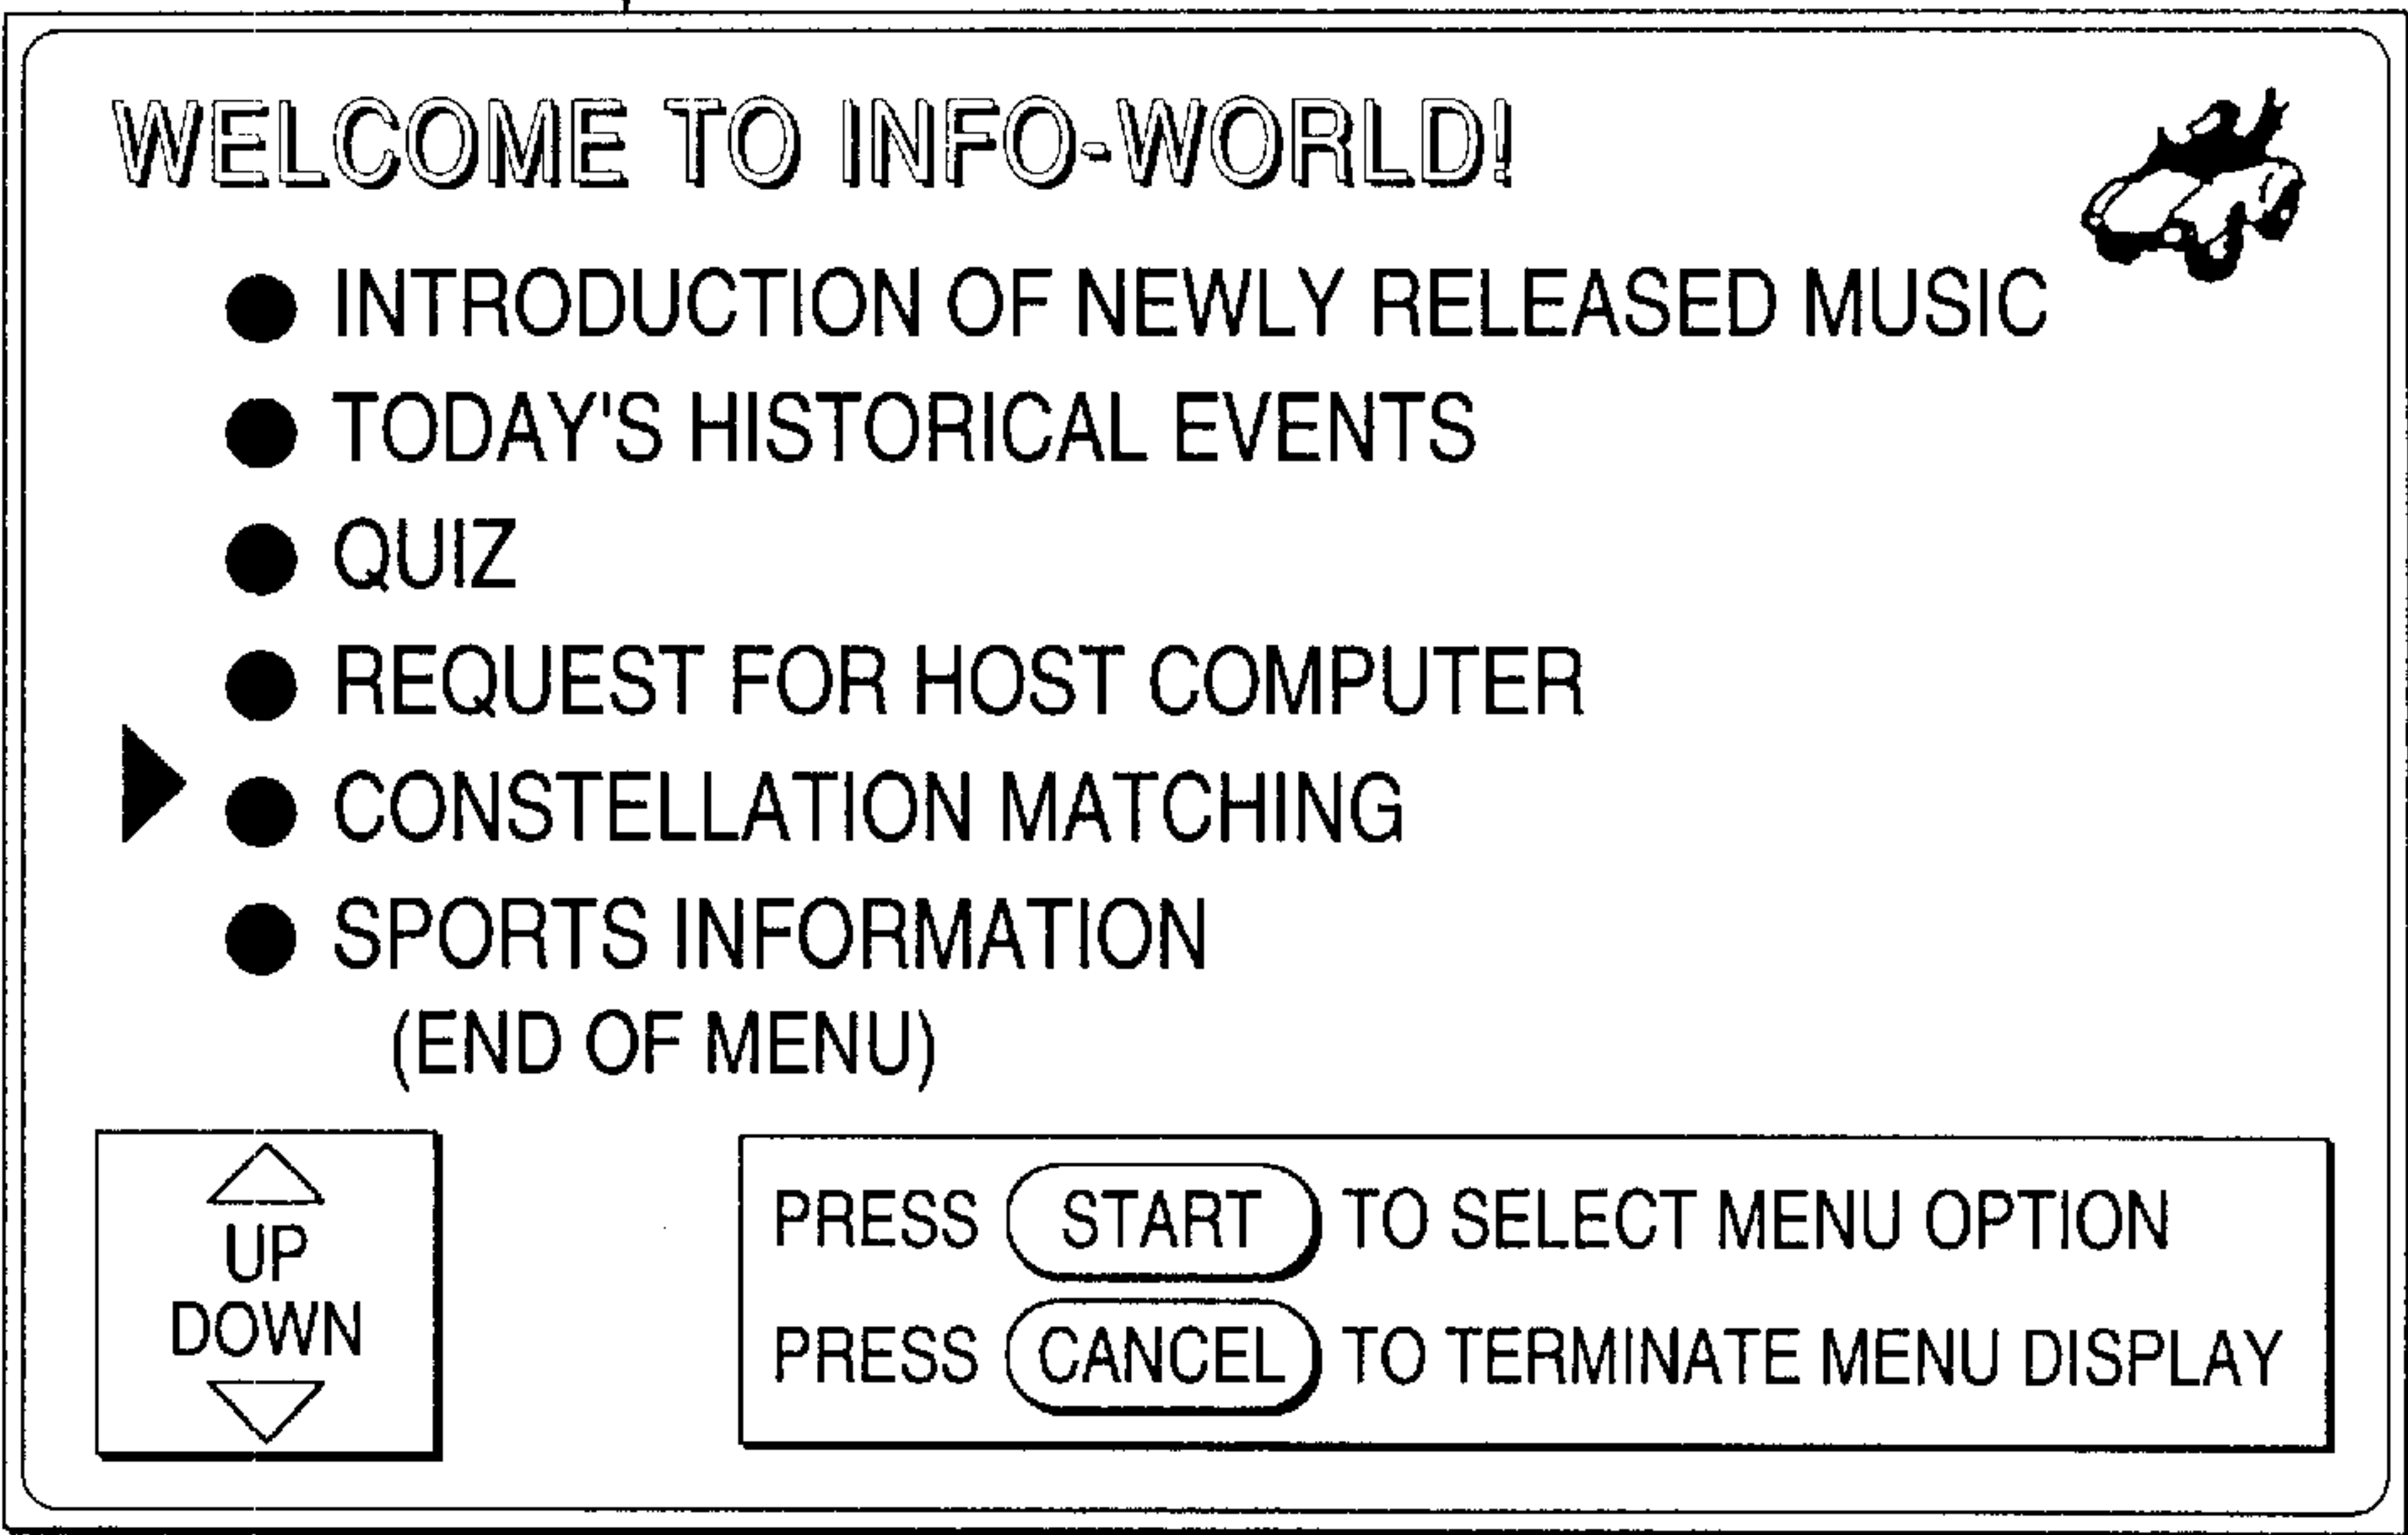 WELCOME TO INFO-WORLD!
● INTRODUCTION OF NEWLY RELEASED MUSIC
● TODAY'S HISTORICAL EVENTS
● QUIZ
● REQUEST FOR HOST COMPUTER
● CONSTELLATION MATCHING
● SPORTS INFORMATION
(END OF MENU)
UP
DOWN
PRESS START TO SELECT MENU OPTION
PRESS CANCEL TO TERMINATE MENU DISPLAY